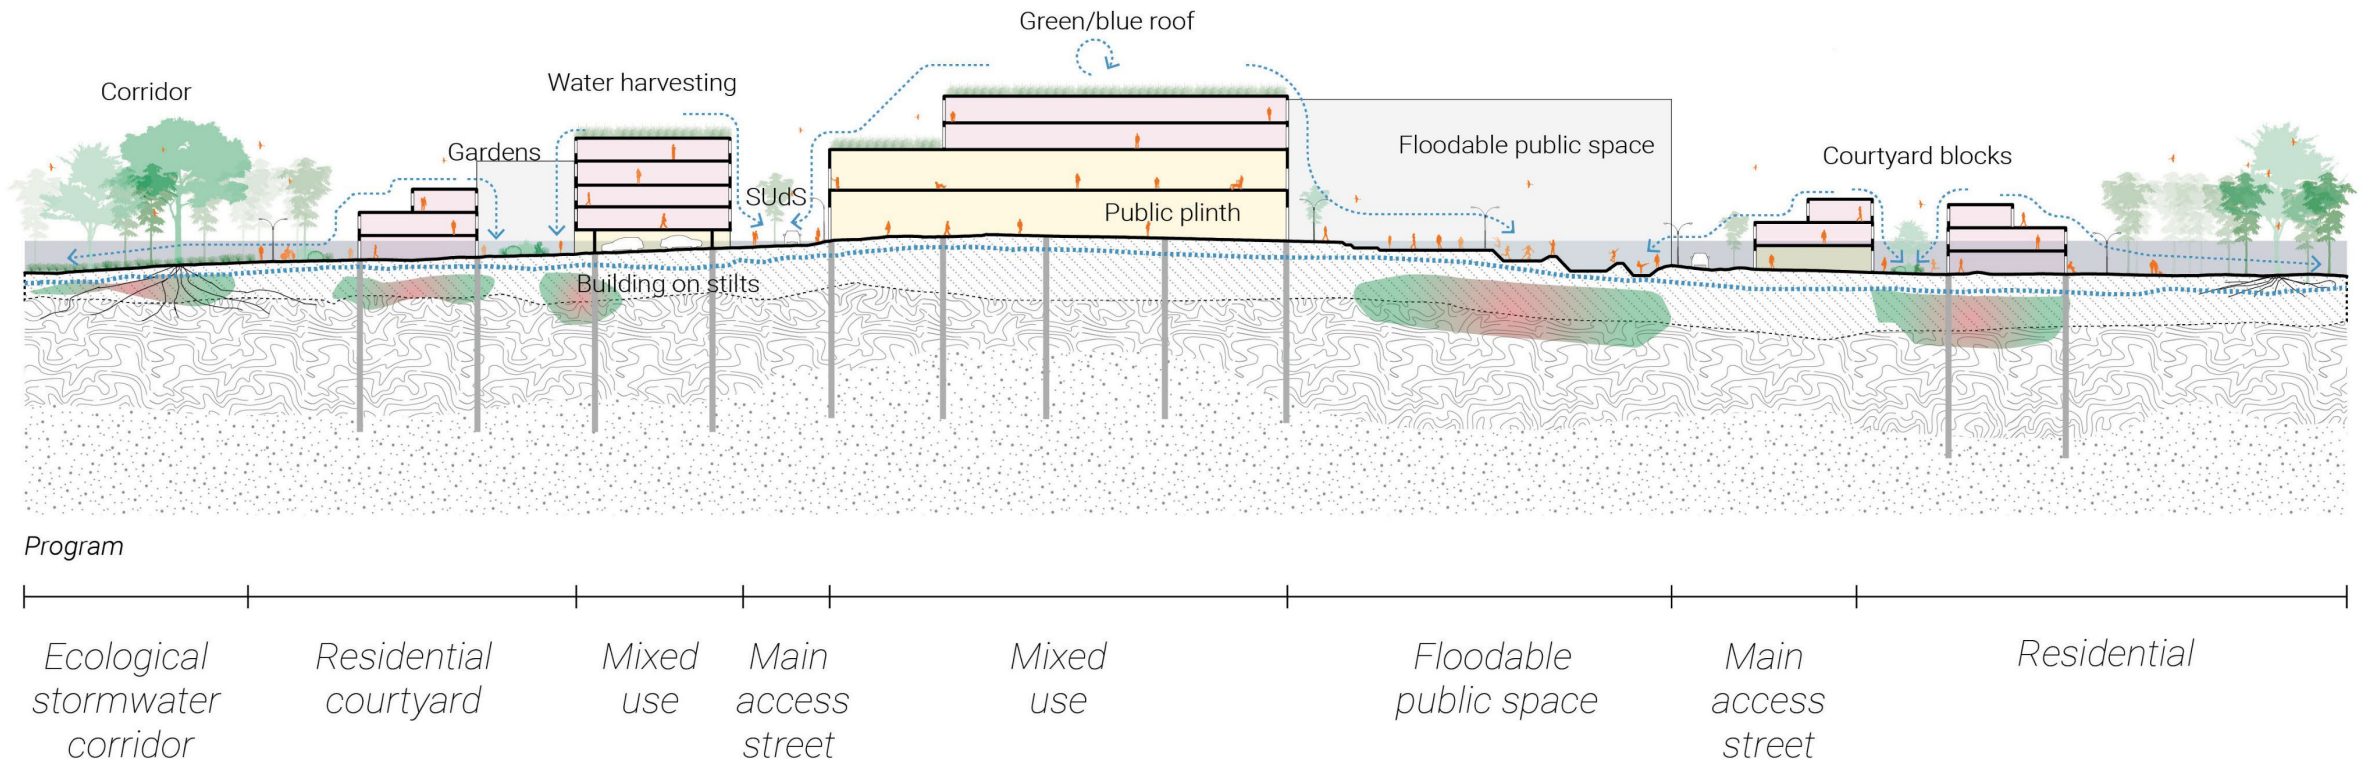 Green/blue roof
Corridor
Water harvesting
Gardens
Floodable public space
Courtyard blocks
SUdS
Public plinth
Building on stilts
Program
Ecological
stormwater
corridor
Residential
courtyard
Mixed
use
Main
access
street
Mixed
use
Floodable
public space
Main
access
street
Residential